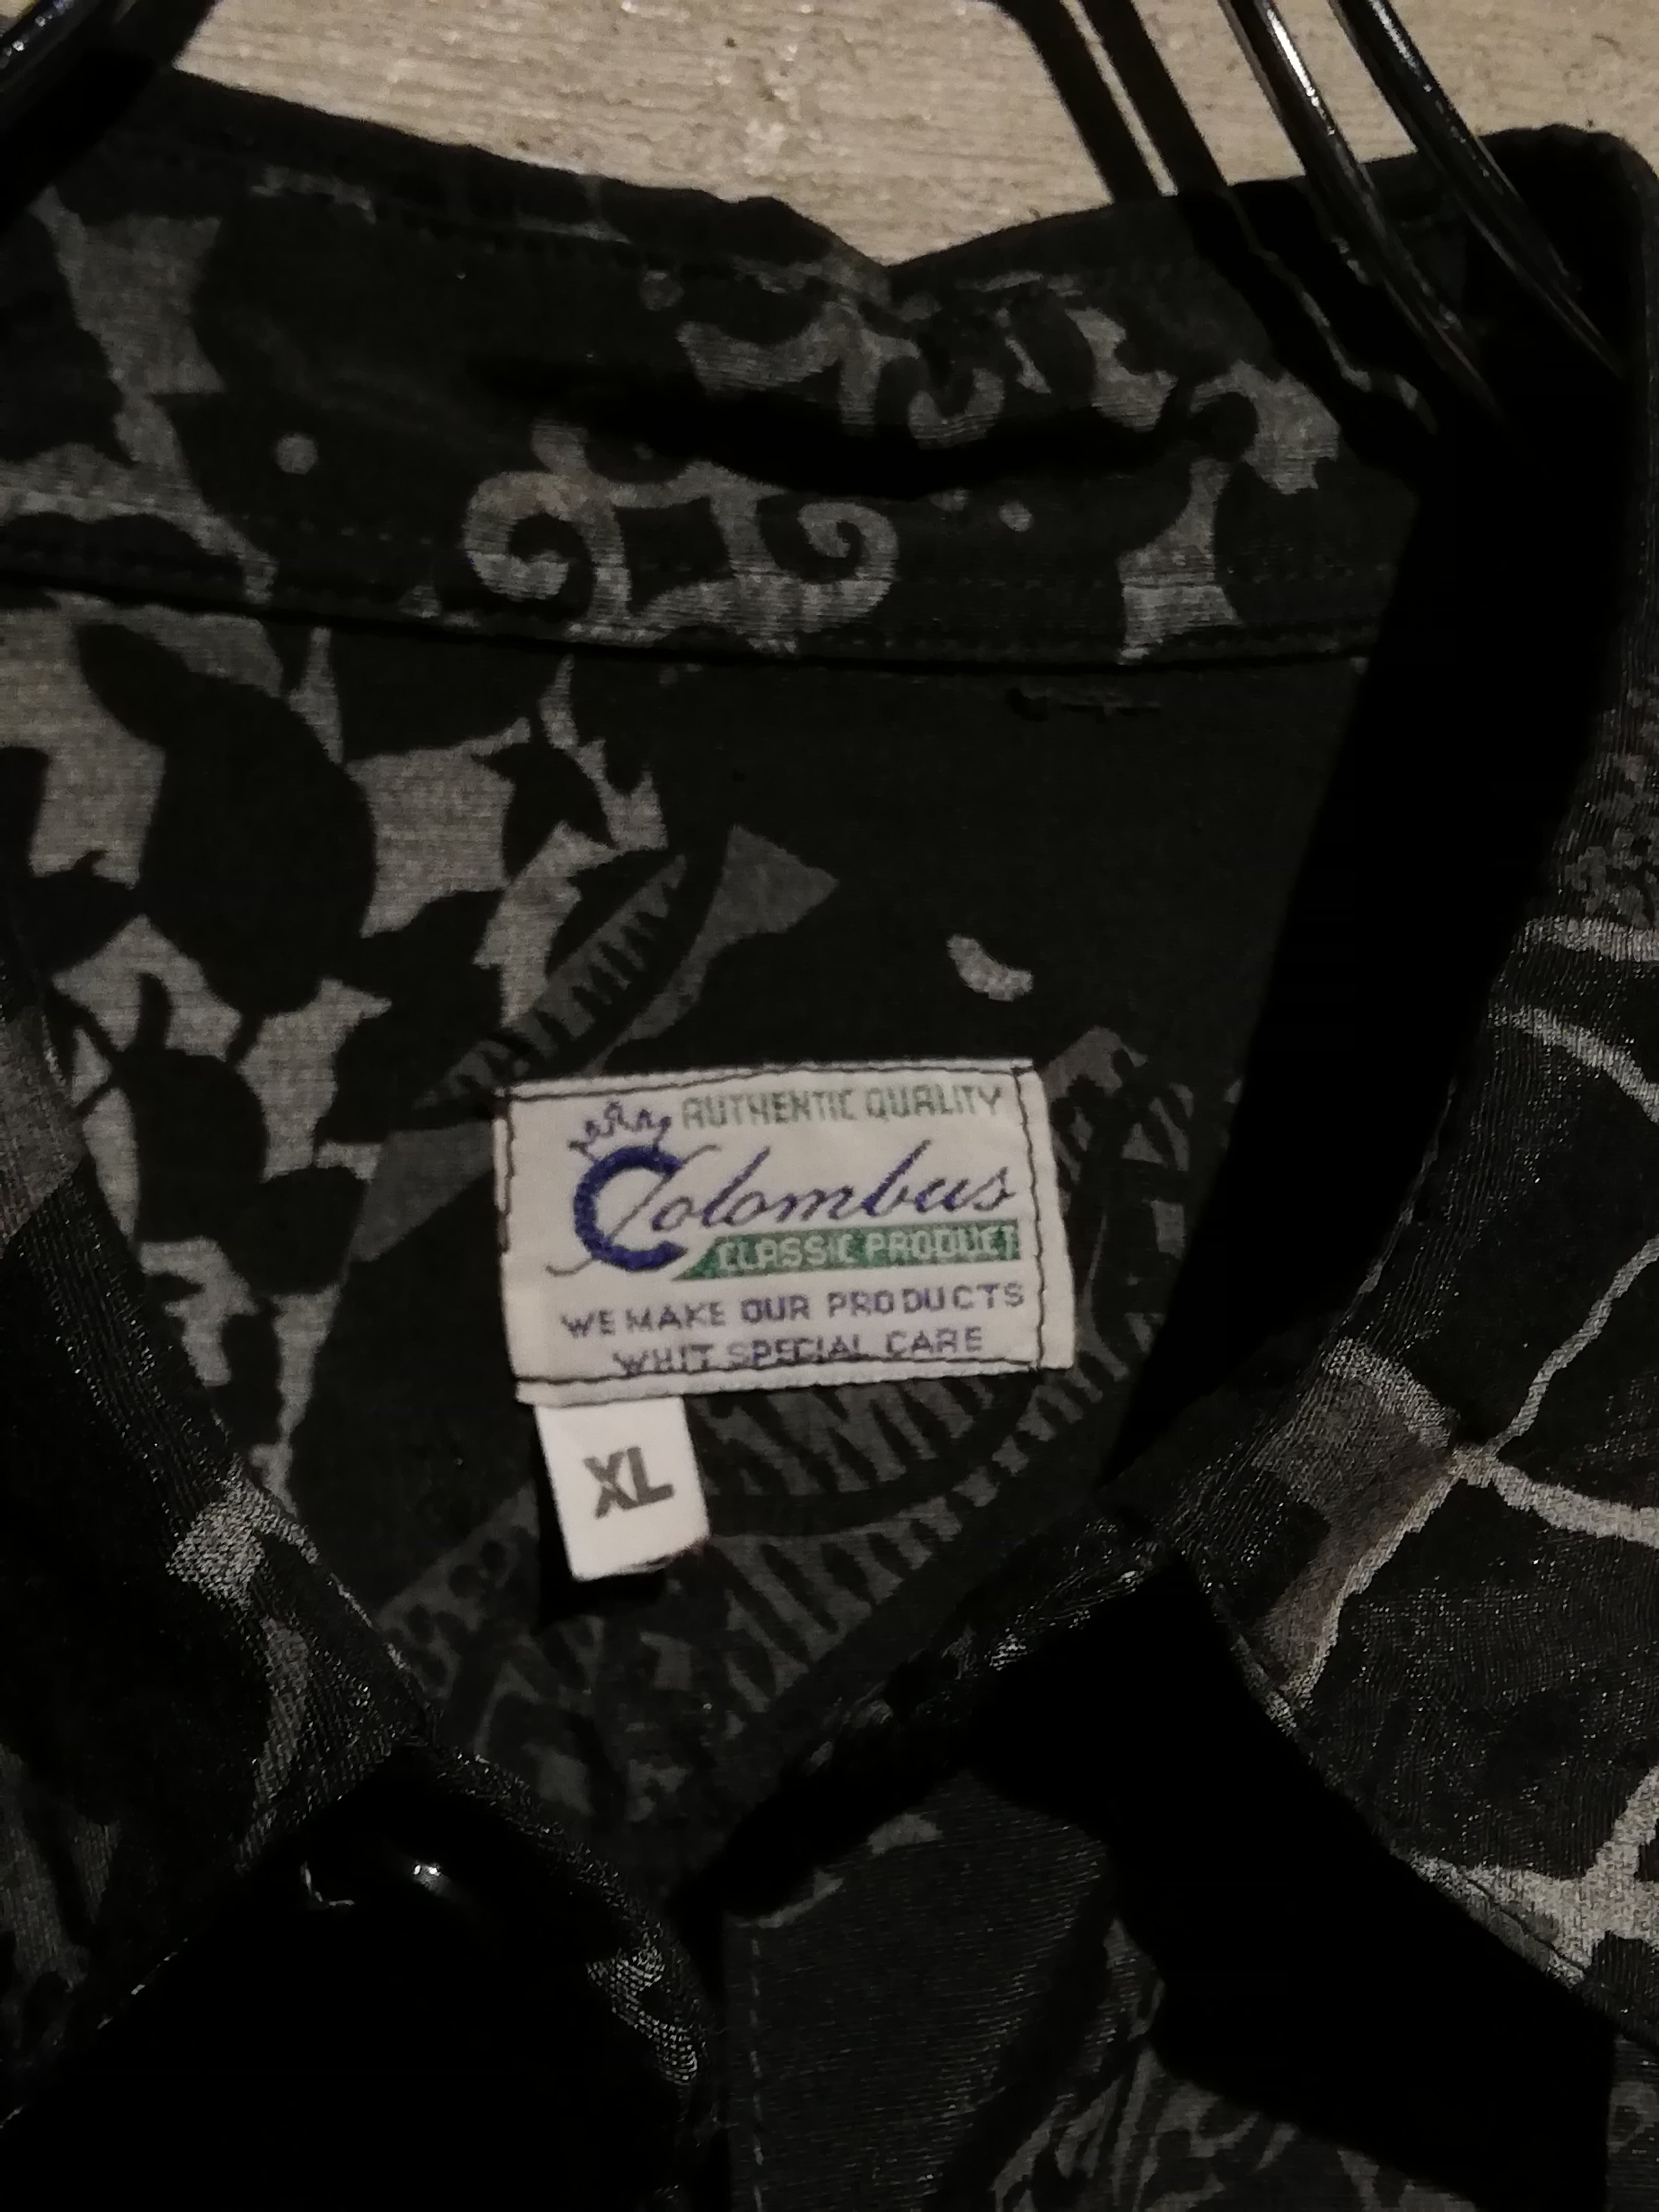 AUTHENTIC QUALITY
Colombus
CLASSIC PRODUCT
WE MAKE OUR PRODUCTS
WHIT SPECIAL CARE
XL